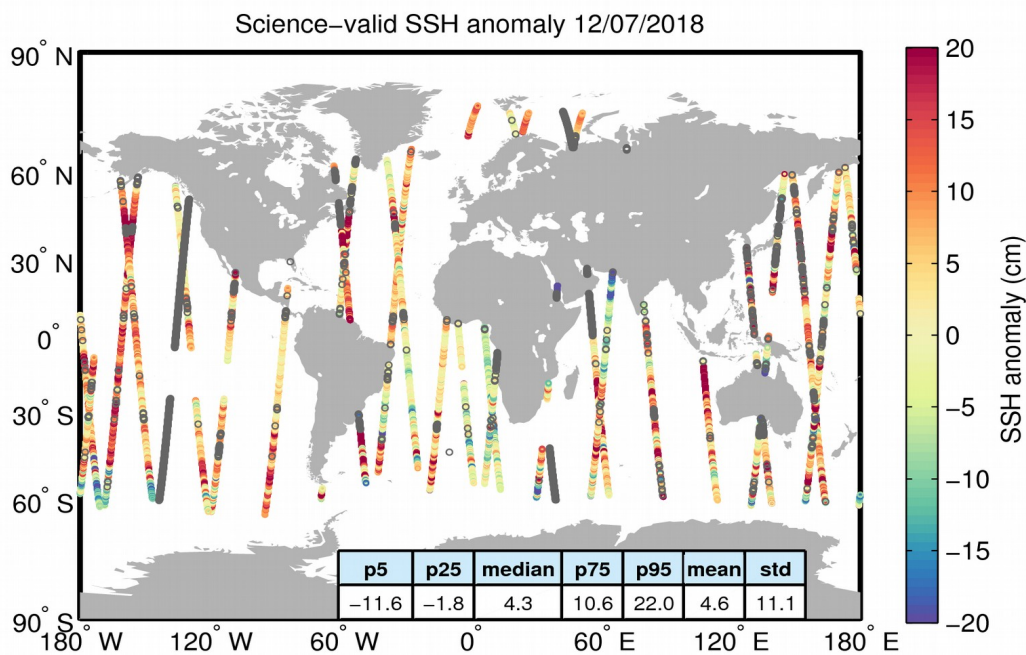 Science−valid SSH anomaly 12/07/2018
90° N
60° N
30° N
0°
30° S
60° S
90° S
180° W 120° W 60° W 0° 60° E 120° E 180° E
p5 p25 median p75 p95 mean std
−11.6 −1.8 4.3 10.6 22.0 4.6 11.1
20
15
10
5
0
−5
−10
−15
−20
SSH anomaly (cm)